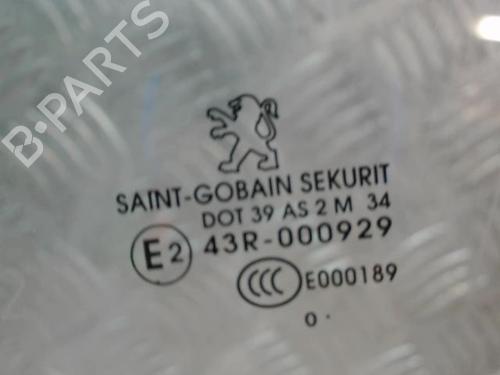 B-PARTS
SAINT-GOBAIN SEKURIT
DOT 39 AS 2 M 34
E2 43R-000929
CCC E000189
o .